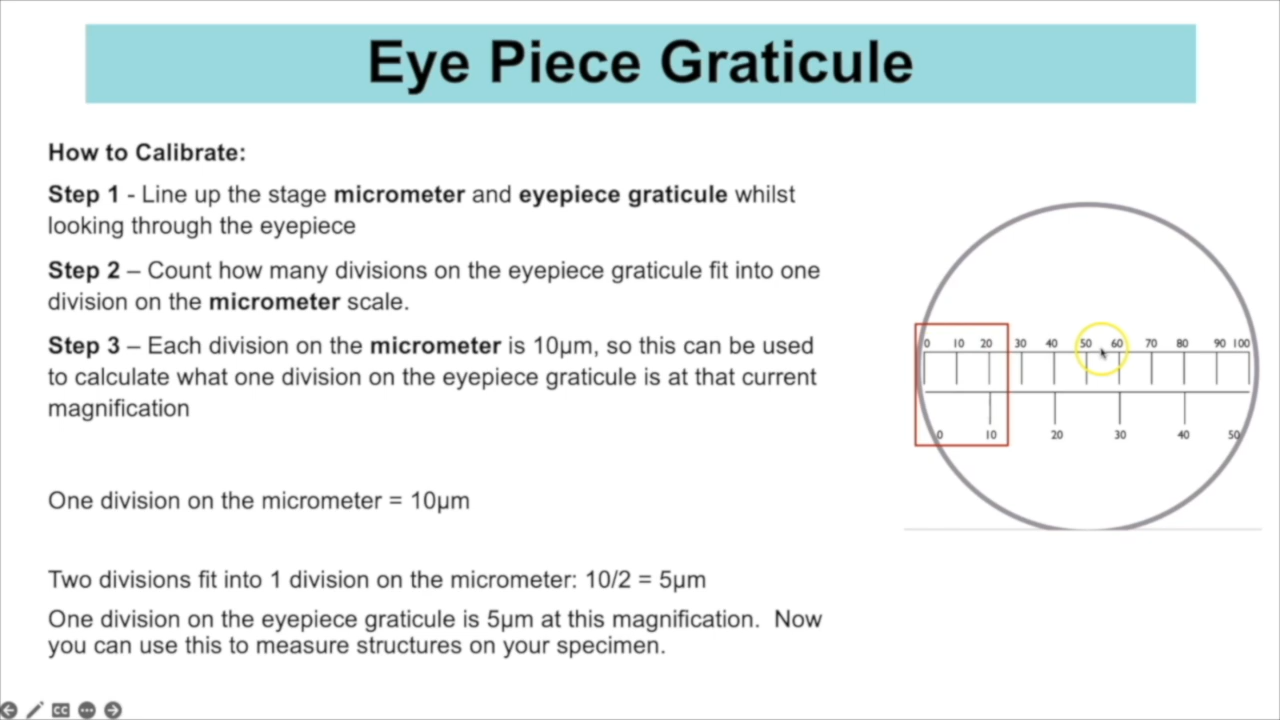 Eye Piece Graticule
How to Calibrate:
Step 1 - Line up the stage micrometer and eyepiece graticule whilst
looking through the eyepiece
Step 2 – Count how many divisions on the eyepiece graticule fit into one
division on the micrometer scale.
Step 3 – Each division on the micrometer is 10μm, so this can be used
to calculate what one division on the eyepiece graticule is at that current
magnification
One division on the micrometer = 10μm
Two divisions fit into 1 division on the micrometer: 10/2 = 5μm
One division on the eyepiece graticule is 5μm at this magnification. Now
you can use this to measure structures on your specimen.
0 10 20 30 40 50 60 70 80 90 100
0 10 20 30 40 50
CC